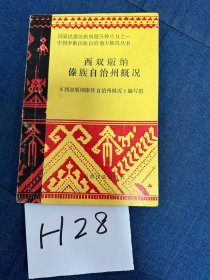 国家民委民族问题五种丛书之一
中国少数民族自治地方概况丛书
西双版纳
傣族自治州概况
《西双版纳傣族自治州概况》编写组
H28